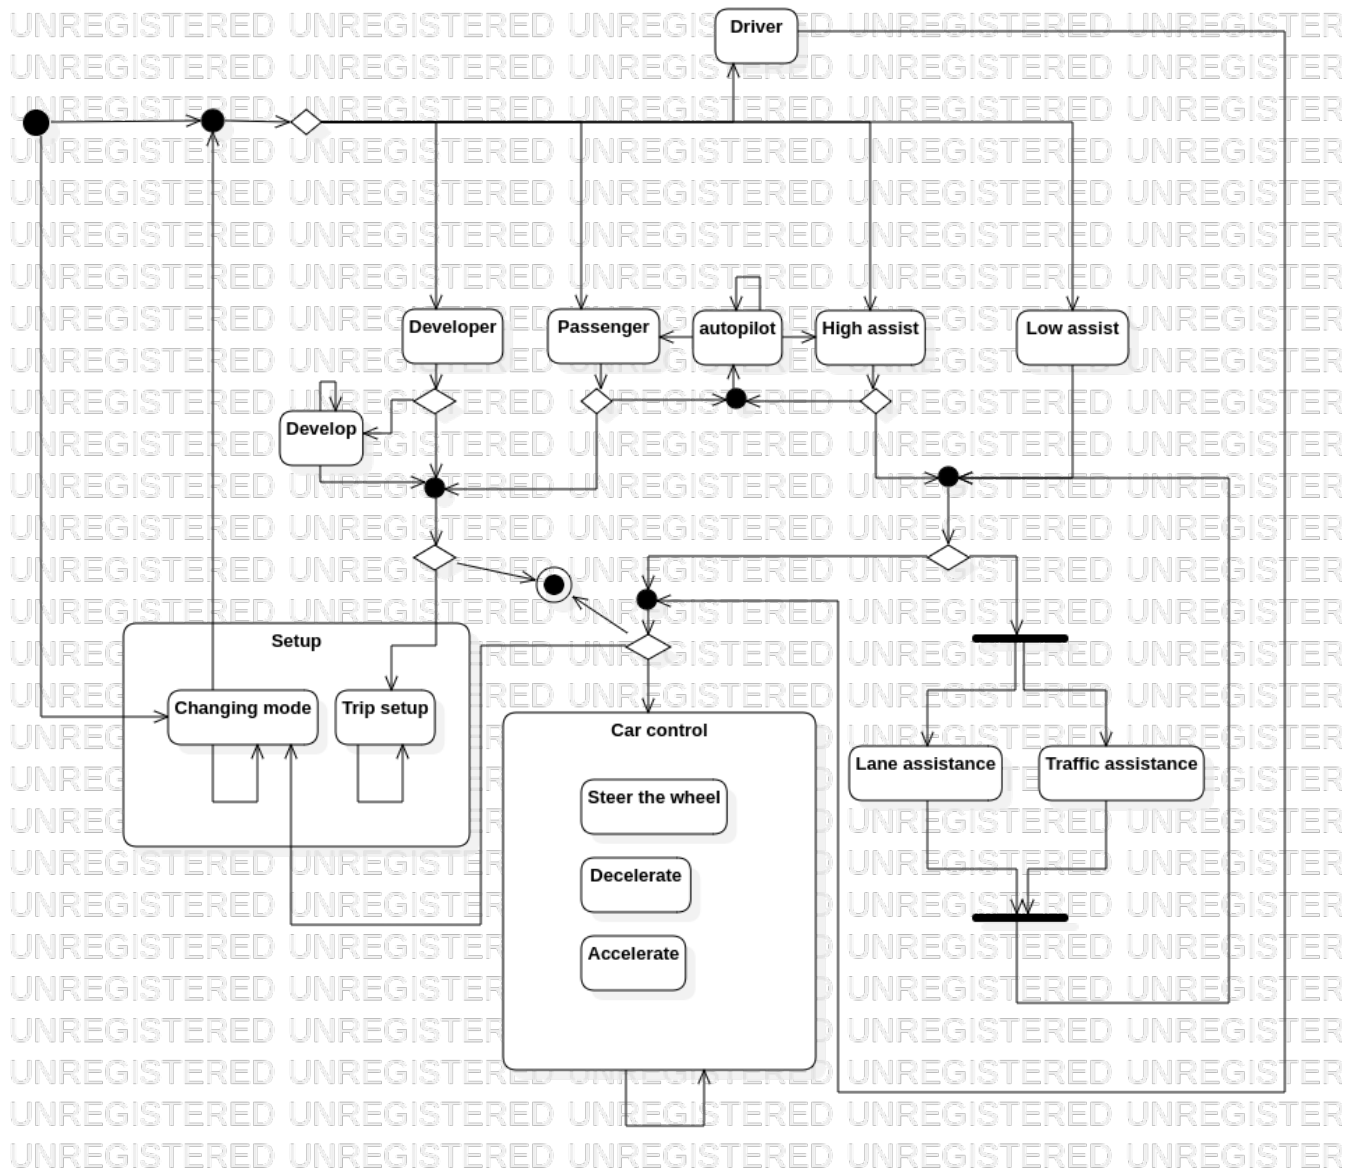 UNREGISTERED UNREGISTERED UNREGISTERED UNREGISTERED UNREGISTER
Driver
Developer
Passenger
autopilot
High assist
Low assist
Develop
Setup
Changing mode
Trip setup
Car control
Steer the wheel
Decelerate
Accelerate
Lane assistance
Traffic assistance